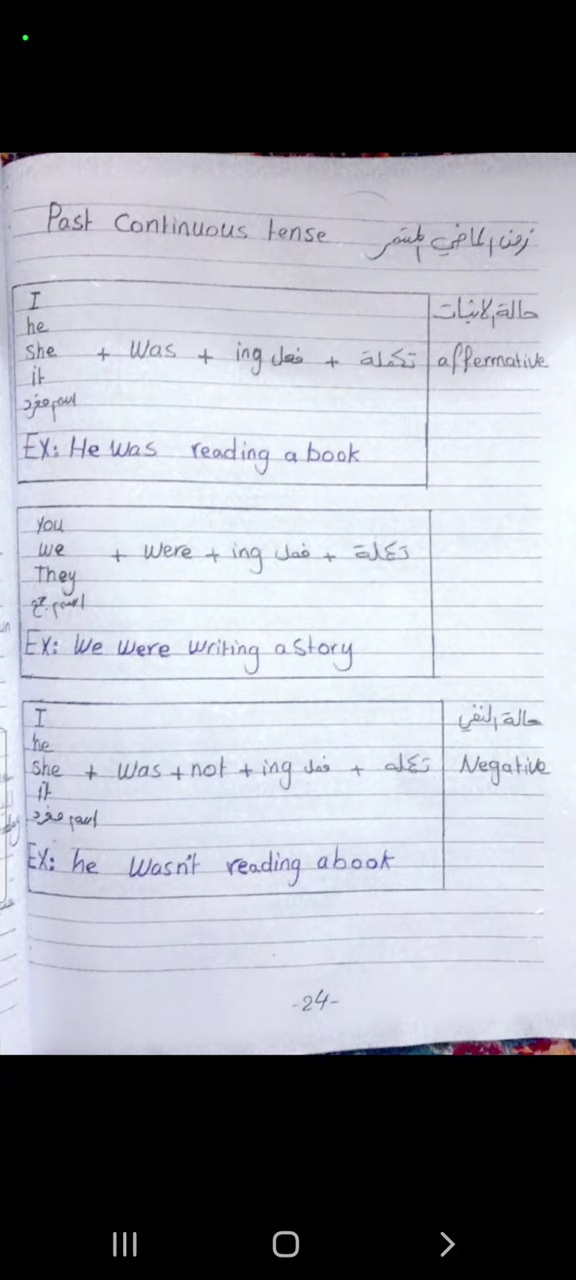 Past Continuous tense زمن الماضي المستمر
I
he
she + was + ing فعل + تكملة
it
اسم مفرد
Ex: He was reading a book
حالة الاثبات
affermative
you
we + were + ing فعل + تكملة
They
اسم جمع
Ex: We were writing a story
I
he
she + was + not + ing فعل + تكمله
it
اسم مفرد
Ex: he wasn't reading a book
حالة النفي
Negative
-24-